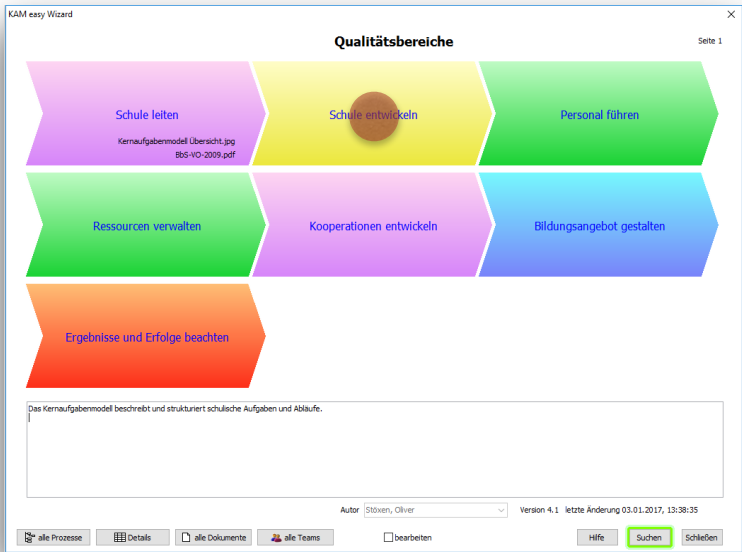 KAM easy Wizard
Qualitätsbereiche
Seite 1
Schule leiten
Kernaufgabenmodell Übersicht.jpg
BbS-VO-2009.pdf
Schule entwickeln
Personal führen
Ressourcen verwalten
Kooperationen entwickeln
Bildungsangebot gestalten
Ergebnisse und Erfolge beachten
Das Kernaufgabenmodell beschreibt und strukturiert schulische Aufgaben und Abläufe.
Autor Stöxen, Oliver Version 4.1 letzte Änderung 03.01.2017, 13:38:35
alle Prozesse Details alle Dokumente alle Teams bearbeiten Hilfe Suchen Schließen